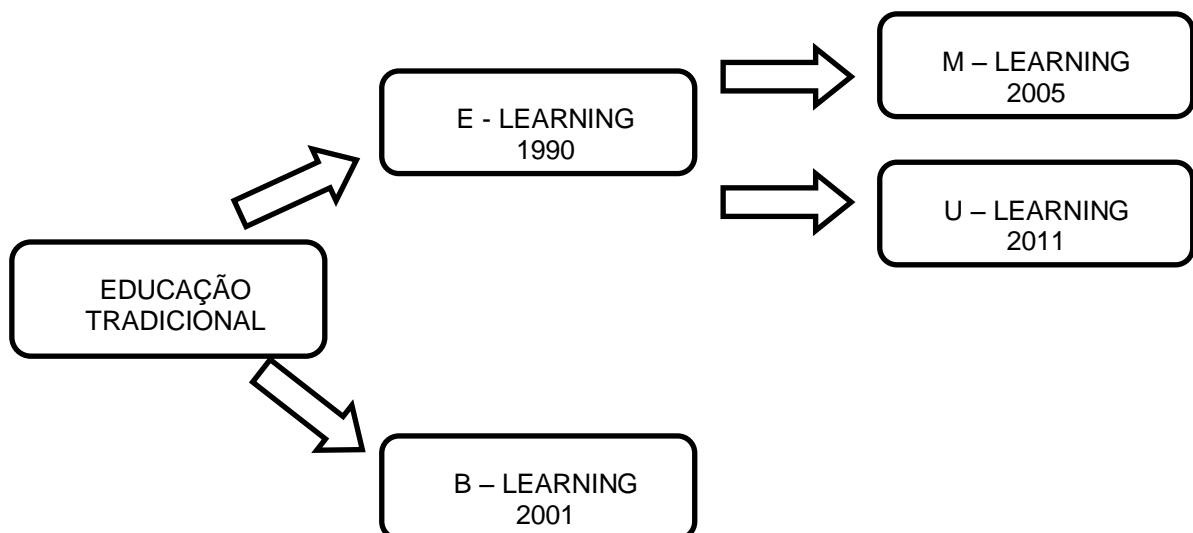 EDUCAÇÃO
TRADICIONAL
E - LEARNING
1990
M – LEARNING
2005
U – LEARNING
2011
B – LEARNING
2001